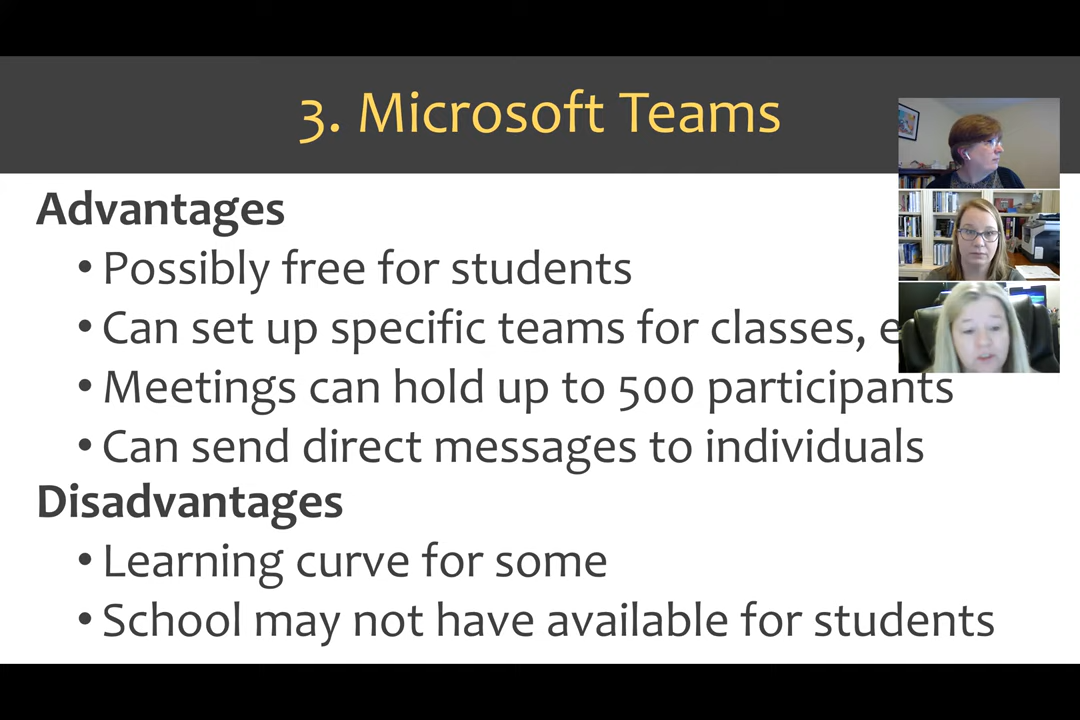 3. Microsoft Teams
Advantages
• Possibly free for students
• Can set up specific teams for classes,
• Meetings can hold up to 500 participants
• Can send direct messages to individuals
Disadvantages
• Learning curve for some
• School may not have available for students